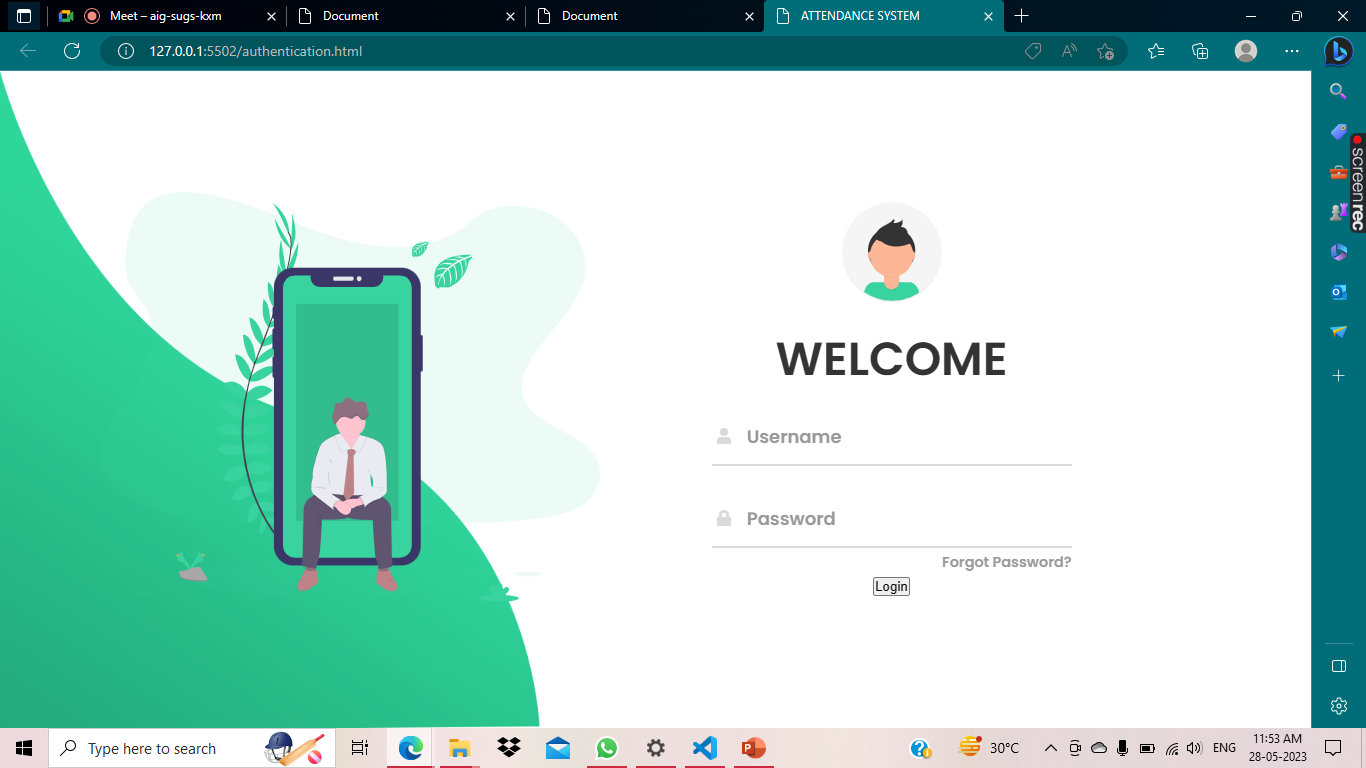 Meet – aig-sugs-kxm
Document
Document
ATTENDANCE SYSTEM
127.0.0.1:5502/authentication.html
screenrec
WELCOME
Username
Password
Forgot Password?
Login
Type here to search
30°C
ENG
11:53 AM
28-05-2023